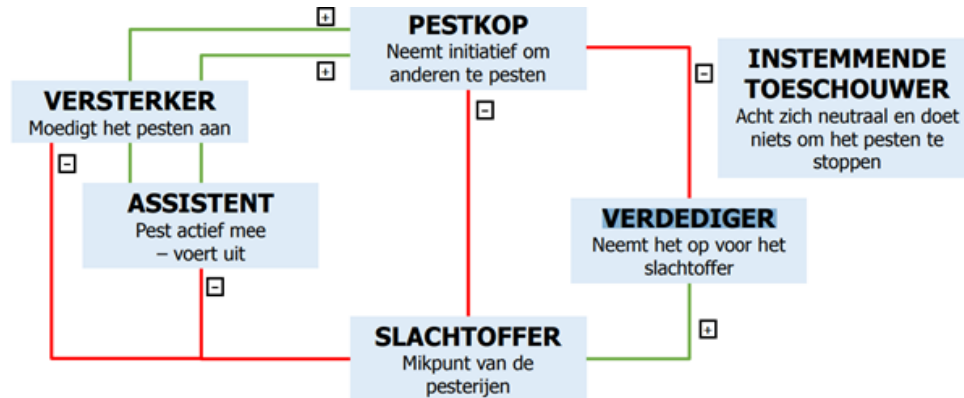 +
PESTKOP
Neemt initiatief om
anderen te pesten
+
-
-
INSTEMMENDE
TOESCHOUWER
Acht zich neutraal en doet
niets om het pesten te
stoppen
VERSTERKER
Moedigt het pesten aan
-
ASSISTENT
Pest actief mee
– voert uit
-
VERDEDIGER
Neemt het op voor het
slachtoffer
+
SLACHTOFFER
Mikpunt van de
pesterijen